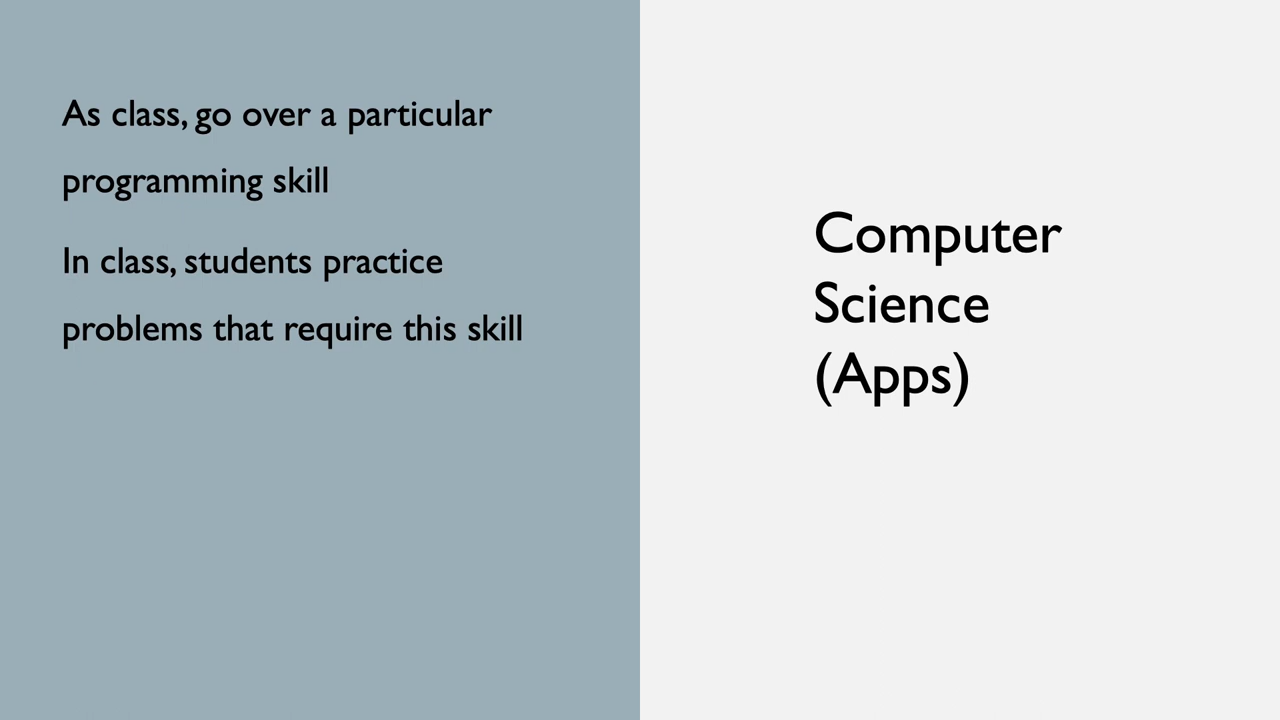 As class, go over a particular
programming skill
In class, students practice
problems that require this skill
Computer
Science
(Apps)